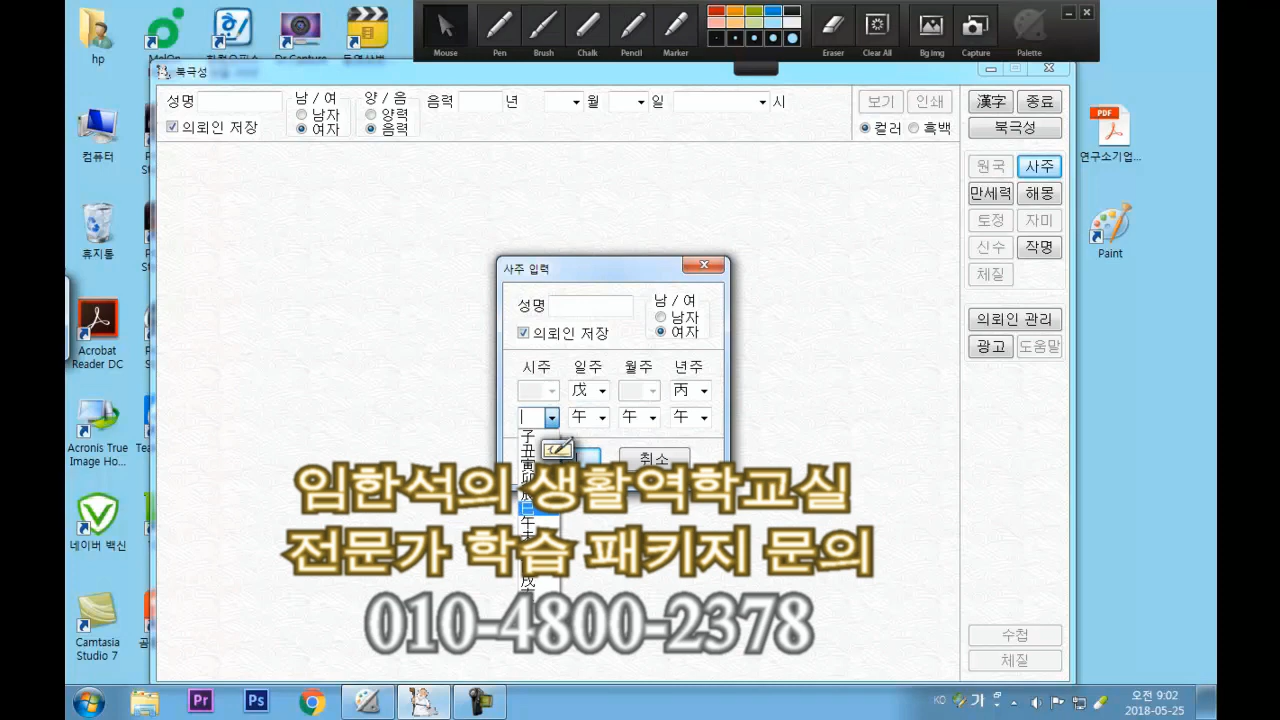 hp
Mouse
Pen
Brush
Chalk
Pencil
Marker
Eraser
Clear All
Bg img
Capture
Palette
북극성
성명
남 / 여
남자
여자
양 / 음
양력
음력
음력 년 월 일 시
의뢰인 저장
보기
인쇄
컬러
흑백
漢字
종료
북극성
원국
사주
만세력
해몽
토정
자미
신수
작명
체질
의뢰인 관리
광고
도움말
수첩
체질
컴퓨터
휴지통
Acrobat
Reader DC
Acronis True
Image Ho...
네이버 백신
Camtasia
Studio 7
PDF
연구소기업...
Paint
사주 입력
성명
남 / 여
남자
여자
의뢰인 저장
시주 일주 월주 년주
戊 丙
午 午 午
子
丑
寅
卯
巳
午
취소
임한석의 생활역학교실
전문가 학습 패키지 문의
010-4800-2378
Pr
Ps
KO
가
오전 9:02
2018-05-25